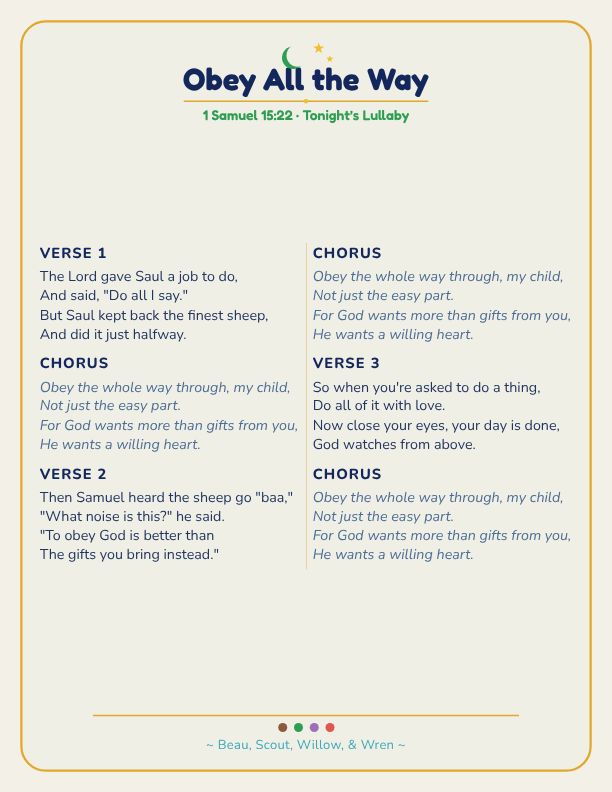 Obey All the Way
1 Samuel 15:22 · Tonight's Lullaby
VERSE 1
The Lord gave Saul a job to do,
And said, "Do all I say."
But Saul kept back the finest sheep,
And did it just halfway.
CHORUS
Obey the whole way through, my child,
Not just the easy part.
For God wants more than gifts from you,
He wants a willing heart.
VERSE 2
Then Samuel heard the sheep go "baa,"
"What noise is this?" he said.
"To obey God is better than
The gifts you bring instead."
CHORUS
Obey the whole way through, my child,
Not just the easy part.
For God wants more than gifts from you,
He wants a willing heart.
VERSE 3
So when you're asked to do a thing,
Do all of it with love.
Now close your eyes, your day is done,
God watches from above.
CHORUS
Obey the whole way through, my child,
Not just the easy part.
For God wants more than gifts from you,
He wants a willing heart.
~ Beau, Scout, Willow, & Wren ~